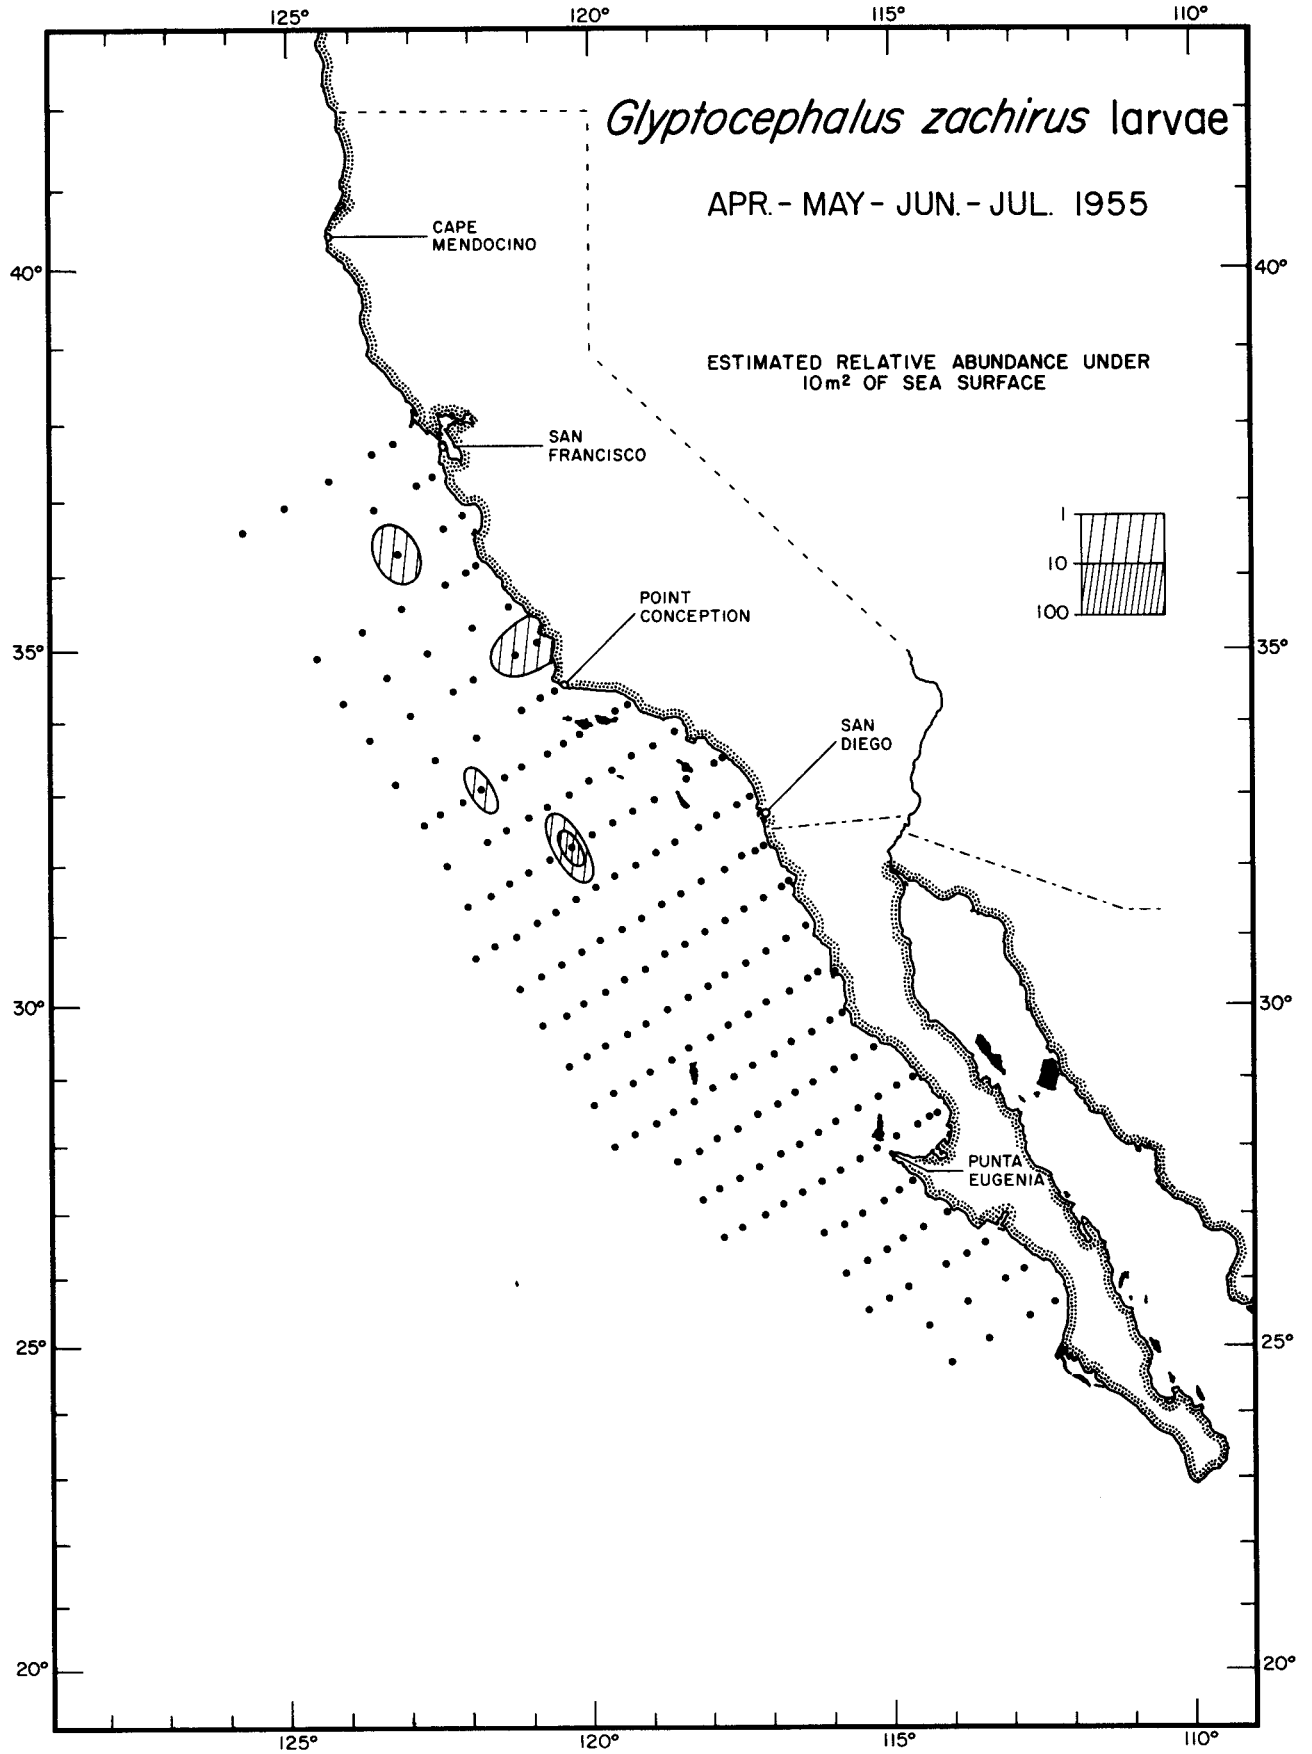 125° 120° 115° 110°
Glyptocephalus zachirus larvae
APR.- MAY- JUN.- JUL. 1955
CAPE
MENDOCINO
40° 40°
ESTIMATED RELATIVE ABUNDANCE UNDER
10m² OF SEA SURFACE
SAN
FRANCISCO
1
10
100
POINT
CONCEPTION
35° 35°
SAN
DIEGO
30° 30°
PUNTA
EUGENIA
25° 25°
20° 20°
125° 120° 115° 110°